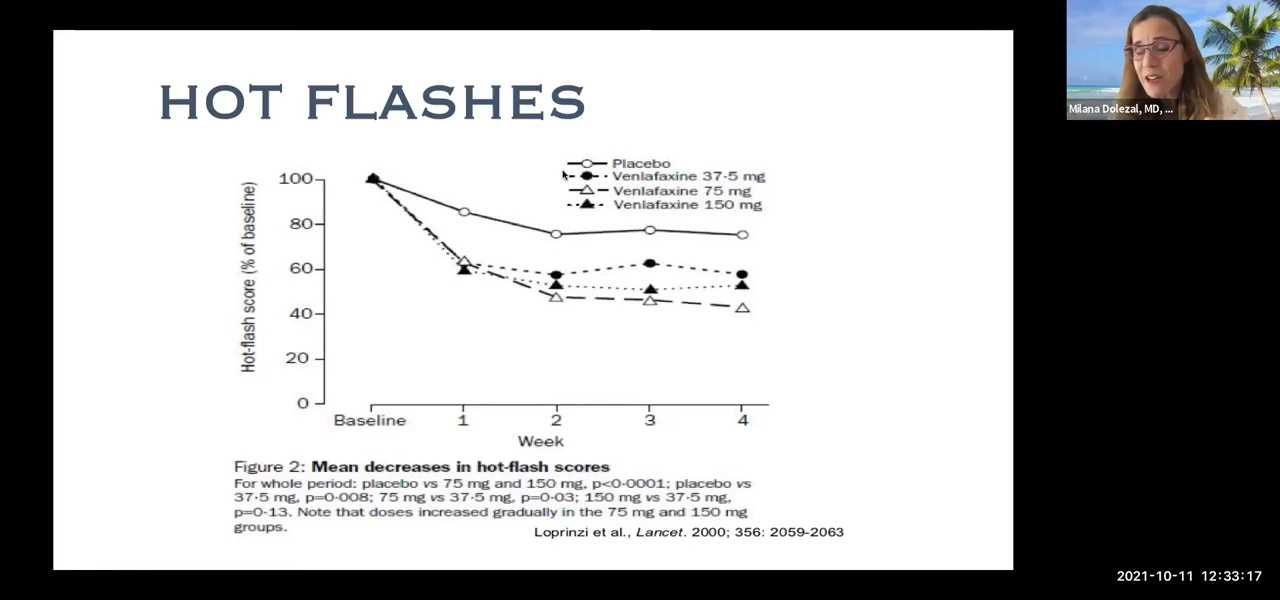 HOT FLASHES
Milana Dolezal, MD, ...
Placebo
Venlafaxine 37·5 mg
Venlafaxine 75 mg
Venlafaxine 150 mg
Hot-flash score (% of baseline)
100
80
60
40
20
0
Baseline 1 2 3 4
Week
Figure 2: Mean decreases in hot-flash scores
For whole period: placebo vs 75 mg and 150 mg, p<0·0001; placebo vs
37·5 mg, p=0·008; 75 mg vs 37·5 mg, p=0·03; 150 mg vs 37·5 mg,
p=0·13. Note that doses increased gradually in the 75 mg and 150 mg
groups.
Loprinzi et al., Lancet. 2000; 356: 2059-2063
2021-10-11 12:33:17